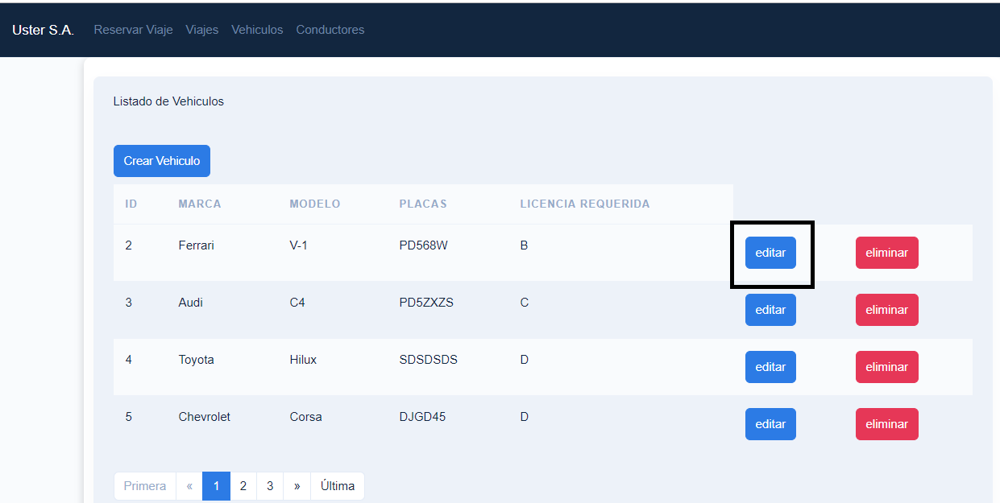 Uster S.A. Reservar Viaje Viajes Vehiculos Conductores
Listado de Vehiculos
Crear Vehiculo
ID MARCA MODELO PLACAS LICENCIA REQUERIDA
2 Ferrari V-1 PD568W B editar eliminar
3 Audi C4 PD5ZXZS C editar eliminar
4 Toyota Hilux SDSDSDS D editar eliminar
5 Chevrolet Corsa DJGD45 D editar eliminar
Primera « 1 2 3 » Última